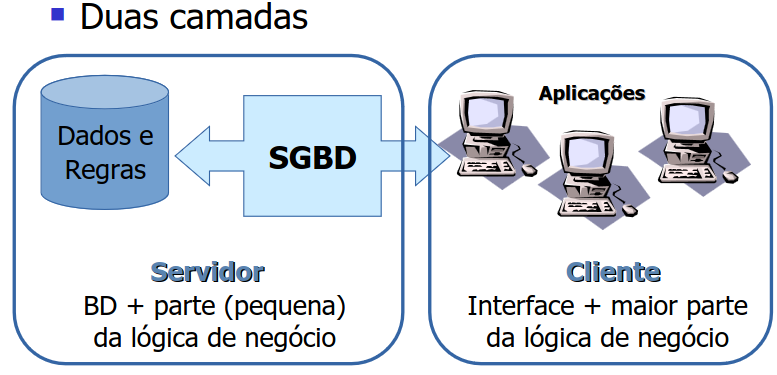 Duas camadas
Dados e
Regras
SGBD
Aplicações
Servidor
BD + parte (pequena)
da lógica de negócio
Cliente
Interface + maior parte
da lógica de negócio